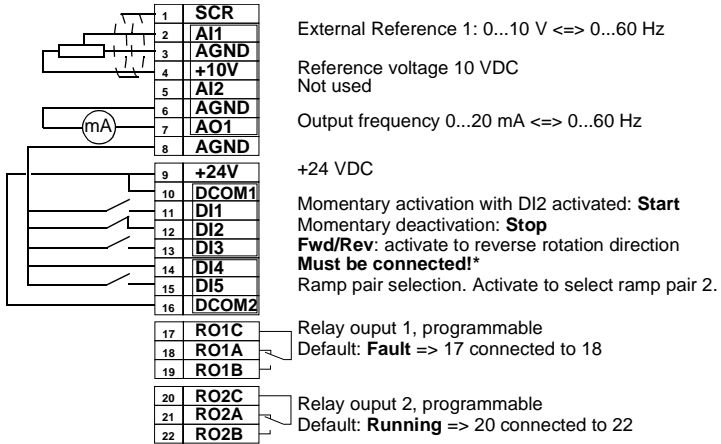 1 SCR
2 AI1 External Reference 1: 0...10 V <=> 0...60 Hz
3 AGND
4 +10V Reference voltage 10 VDC
5 AI2 Not used
6 AGND
mA 7 AO1 Output frequency 0...20 mA <=> 0...60 Hz
8 AGND
9 +24V +24 VDC
10 DCOM1
11 DI1 Momentary activation with DI2 activated: Start
12 DI2 Momentary deactivation: Stop
13 DI3 Fwd/Rev: activate to reverse rotation direction
14 DI4 Must be connected!*
15 DI5 Ramp pair selection. Activate to select ramp pair 2.
16 DCOM2
17 RO1C Relay ouput 1, programmable
18 RO1A Default: Fault => 17 connected to 18
19 RO1B
20 RO2C Relay ouput 2, programmable
21 RO2A Default: Running => 20 connected to 22
22 RO2B